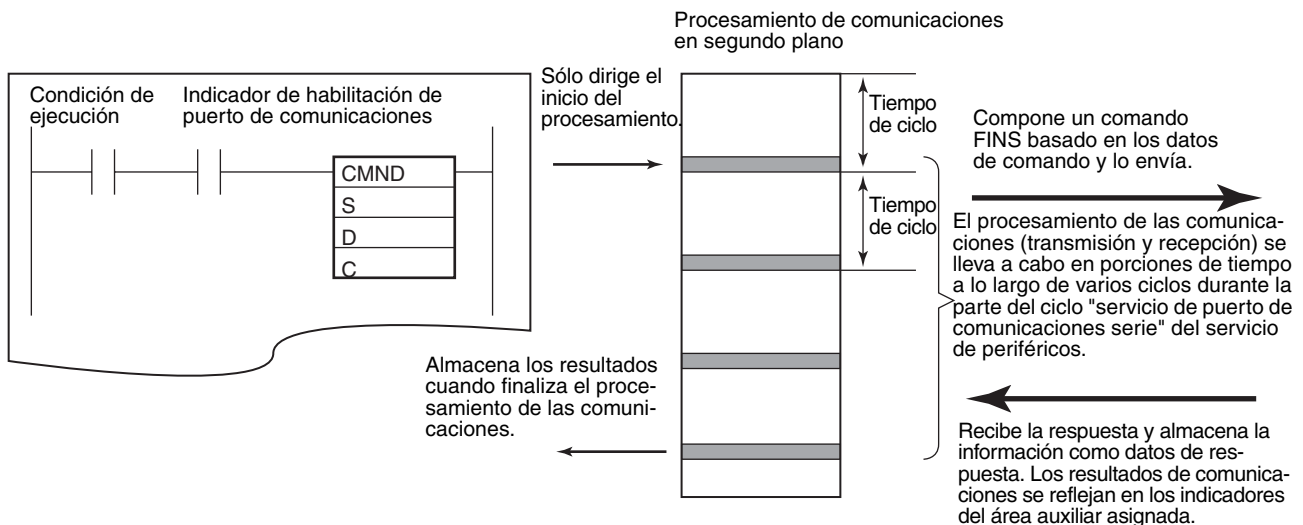 Procesamiento de comunicaciones
en segundo plano
Condición de
ejecución
Indicador de habilitación de
puerto de comunicaciones
CMND
S
D
C
Sólo dirige el
inicio del
procesamiento.
Tiempo
de ciclo
Tiempo
de ciclo
Compone un comando
FINS basado en los datos
de comando y lo envía.
El procesamiento de las comunica-
ciones (transmisión y recepción) se
lleva a cabo en porciones de tiempo
a lo largo de varios ciclos durante la
parte del ciclo "servicio de puerto de
comunicaciones serie" del servicio
de periféricos.
Almacena los resultados
cuando finaliza el proce-
samiento de las comuni-
caciones.
Recibe la respuesta y almacena la
información como datos de res-
puesta. Los resultados de comunica-
ciones se reflejan en los indicadores
del área auxiliar asignada.